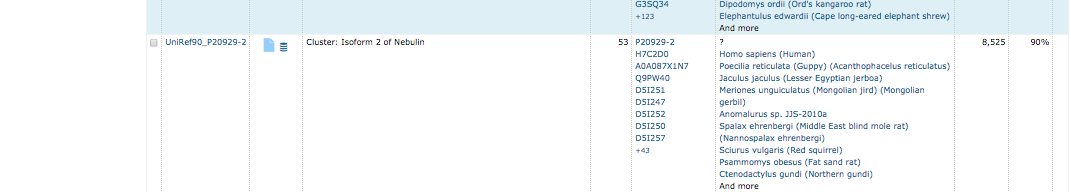 G3SQ34 Dipodomys ordii (Ord's kangaroo rat)
+123 Elephantulus edwardii (Cape long-eared elephant shrew)
And more
UniRef90_P20929-2 Cluster: Isoform 2 of Nebulin 53 P20929-2 ? 8,525 90%
H7C2D0 Homo sapiens (Human)
A0A087X1N7 Poecilia reticulata (Guppy) (Acanthophacelus reticulatus)
Q9PW40 Jaculus jaculus (Lesser Egyptian jerboa)
D5I251 Meriones unguiculatus (Mongolian jird) (Mongolian
D5I247 gerbil)
D5I252 Anomalurus sp. JJS-2010a
D5I250 Spalax ehrenbergi (Middle East blind mole rat)
D5I257 (Nannospalax ehrenbergi)
+43 Sciurus vulgaris (Red squirrel)
Psammomys obesus (Fat sand rat)
Ctenodactylus gundi (Northern gundi)
And more